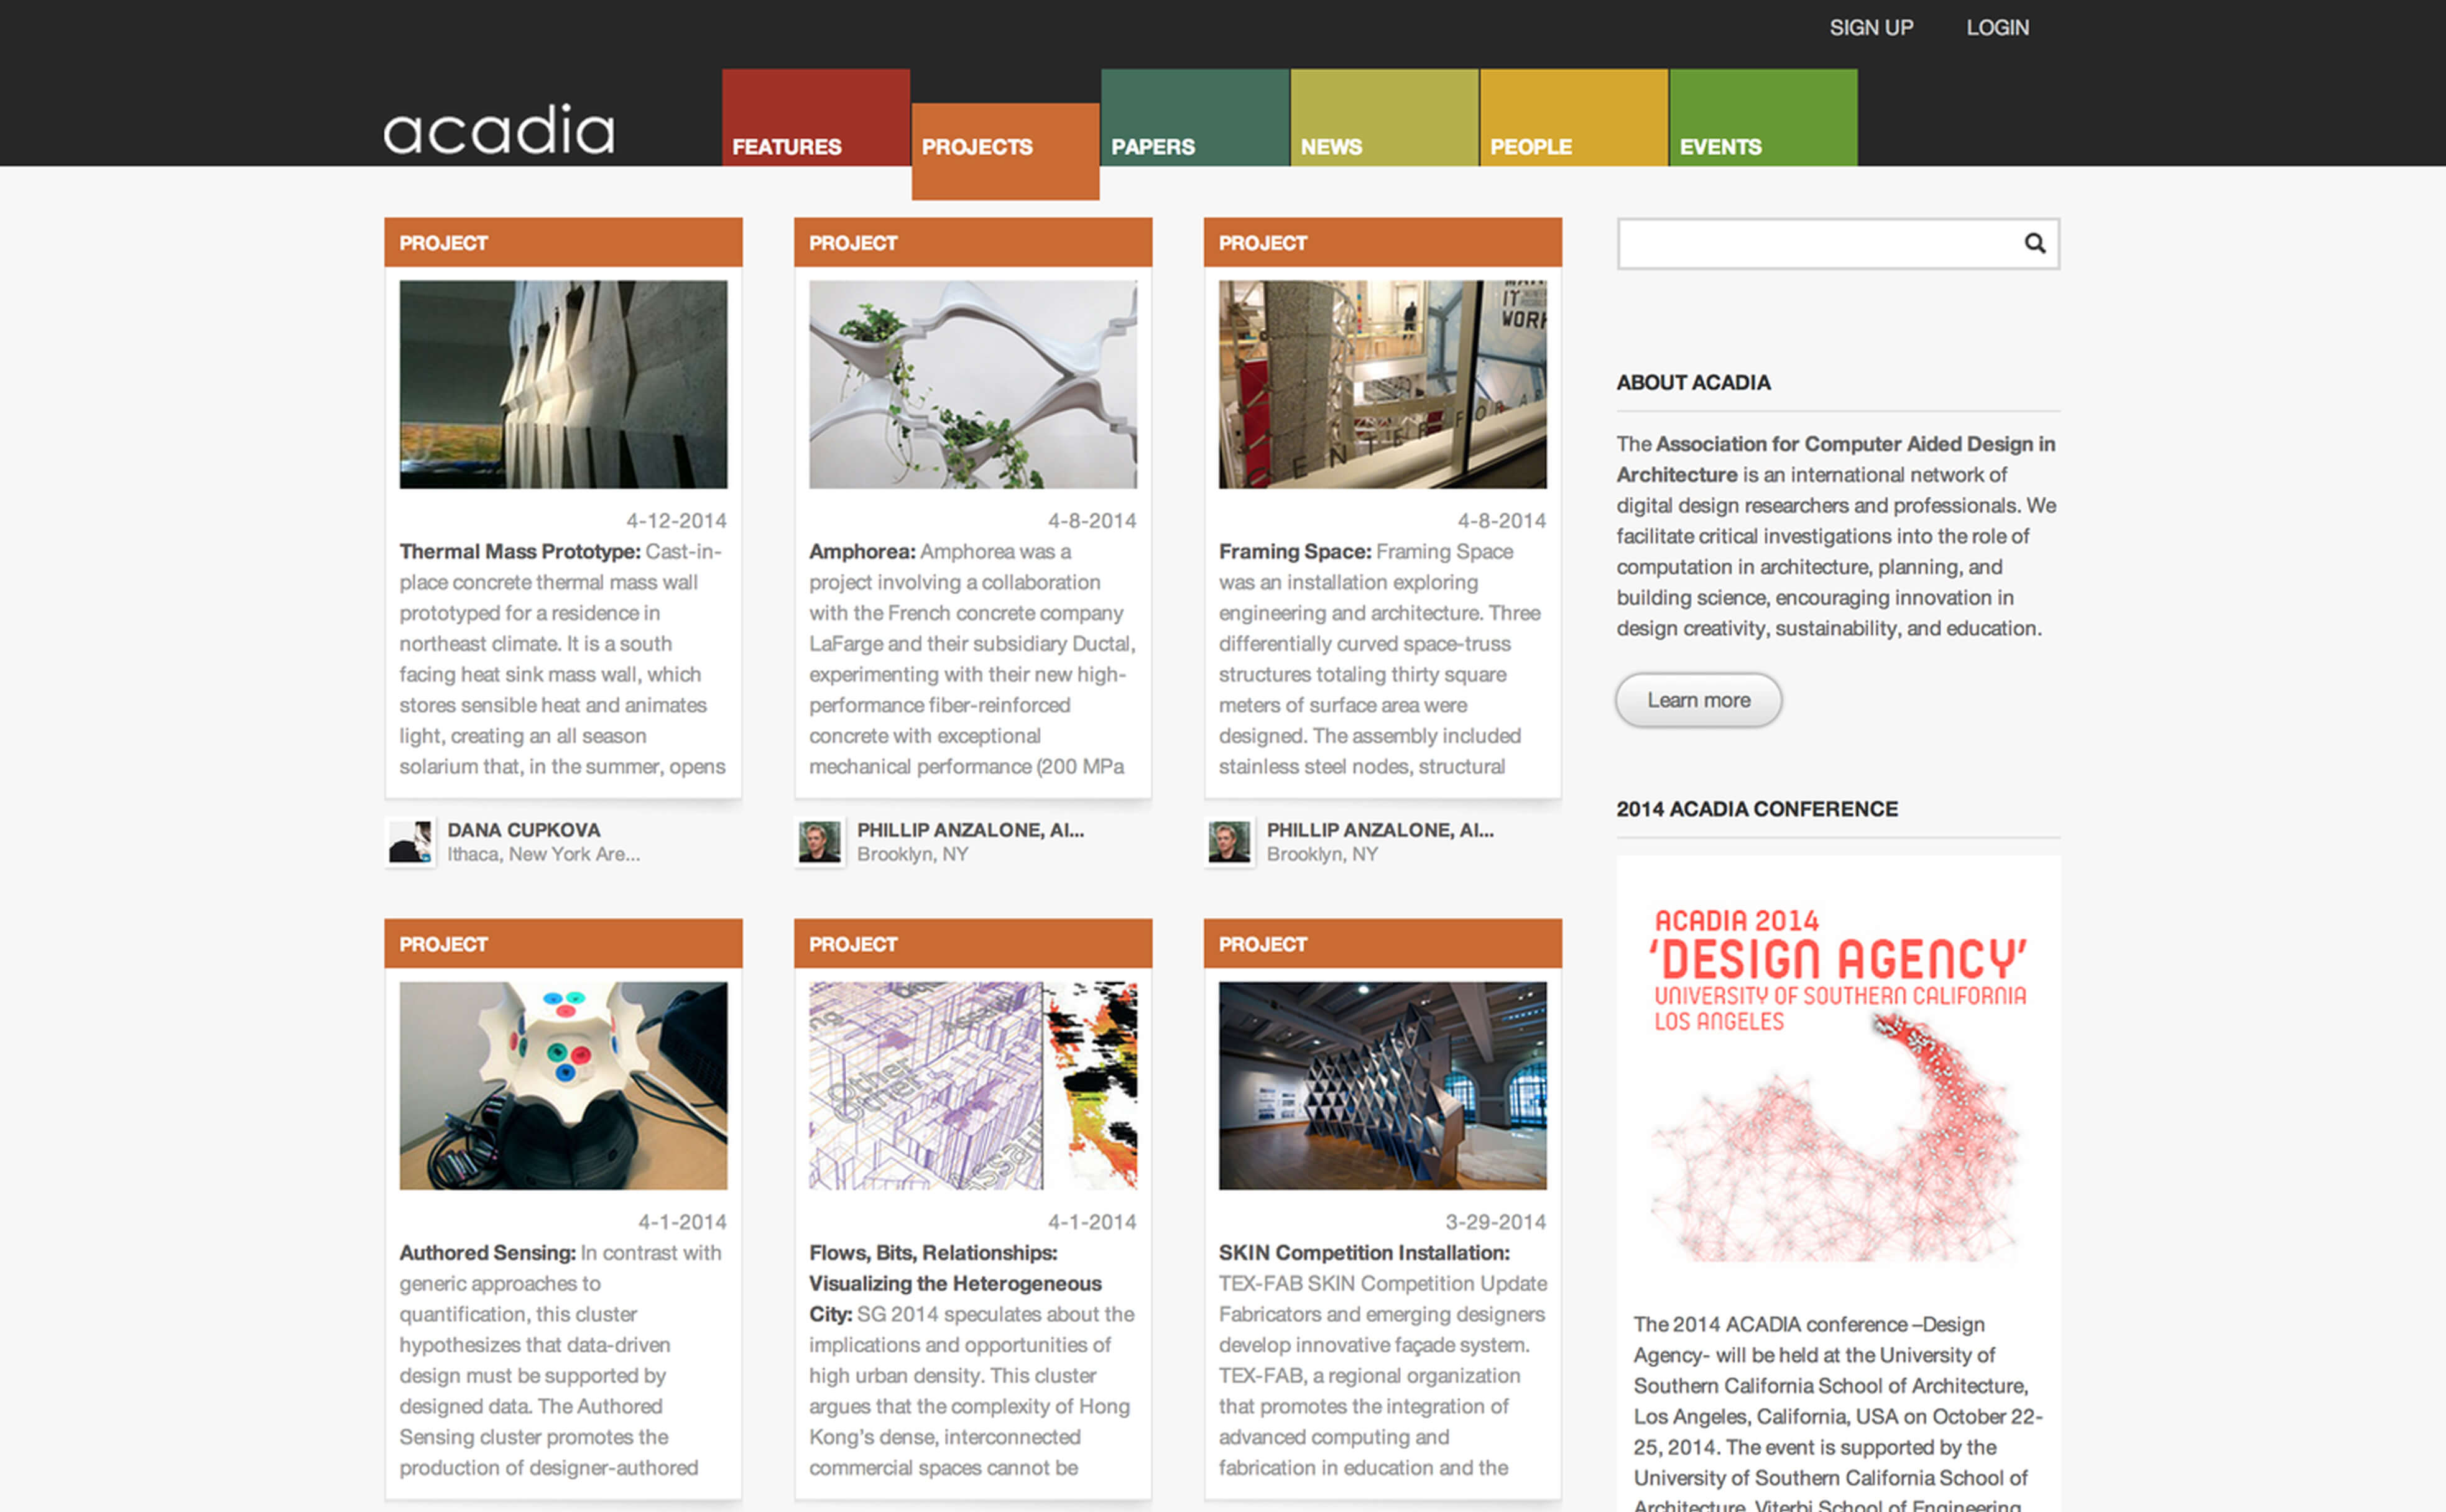 SIGN UP LOGIN
acadia
FEATURES
PROJECTS
PAPERS
NEWS
PEOPLE
EVENTS
PROJECT
4-12-2014
Thermal Mass Prototype: Cast-in-
place concrete thermal mass wall
prototyped for a residence in
northeast climate. It is a south
facing heat sink mass wall, which
stores sensible heat and animates
light, creating an all season
solarium that, in the summer, opens
DANA CUPKOVA
Ithaca, New York Are...
PROJECT
4-8-2014
Amphorea: Amphorea was a
project involving a collaboration
with the French concrete company
LaFarge and their subsidiary Ductal,
experimenting with their new high-
performance fiber-reinforced
concrete with exceptional
mechanical performance (200 MPa
PHILLIP ANZALONE, AI...
Brooklyn, NY
PROJECT
IT
WORK
CENTER FOR AR
4-8-2014
Framing Space: Framing Space
was an installation exploring
engineering and architecture. Three
differentially curved space-truss
structures totaling thirty square
meters of surface area were
designed. The assembly included
stainless steel nodes, structural
PHILLIP ANZALONE, AI...
Brooklyn, NY
PROJECT
4-1-2014
Authored Sensing: In contrast with
generic approaches to
quantification, this cluster
hypothesizes that data-driven
design must be supported by
designed data. The Authored
Sensing cluster promotes the
production of designer-authored
PROJECT
Other
Other
4-1-2014
Flows, Bits, Relationships:
Visualizing the Heterogeneous
City: SG 2014 speculates about the
implications and opportunities of
high urban density. This cluster
argues that the complexity of Hong
Kong's dense, interconnected
commercial spaces cannot be
PROJECT
3-29-2014
SKIN Competition Installation:
TEX-FAB SKIN Competition Update
Fabricators and emerging designers
develop innovative façade system.
TEX-FAB, a regional organization
that promotes the integration of
advanced computing and
fabrication in education and the
ABOUT ACADIA
The Association for Computer Aided Design in
Architecture is an international network of
digital design researchers and professionals. We
facilitate critical investigations into the role of
computation in architecture, planning, and
building science, encouraging innovation in
design creativity, sustainability, and education.
Learn more
2014 ACADIA CONFERENCE
ACADIA 2014
‘DESIGN AGENCY’
UNIVERSITY OF SOUTHERN CALIFORNIA
LOS ANGELES
The 2014 ACADIA conference –Design
Agency- will be held at the University of
Southern California School of Architecture,
Los Angeles, California, USA on October 22-
25, 2014. The event is supported by the
University of Southern California School of
Architecture, Viterbi School of Engineering